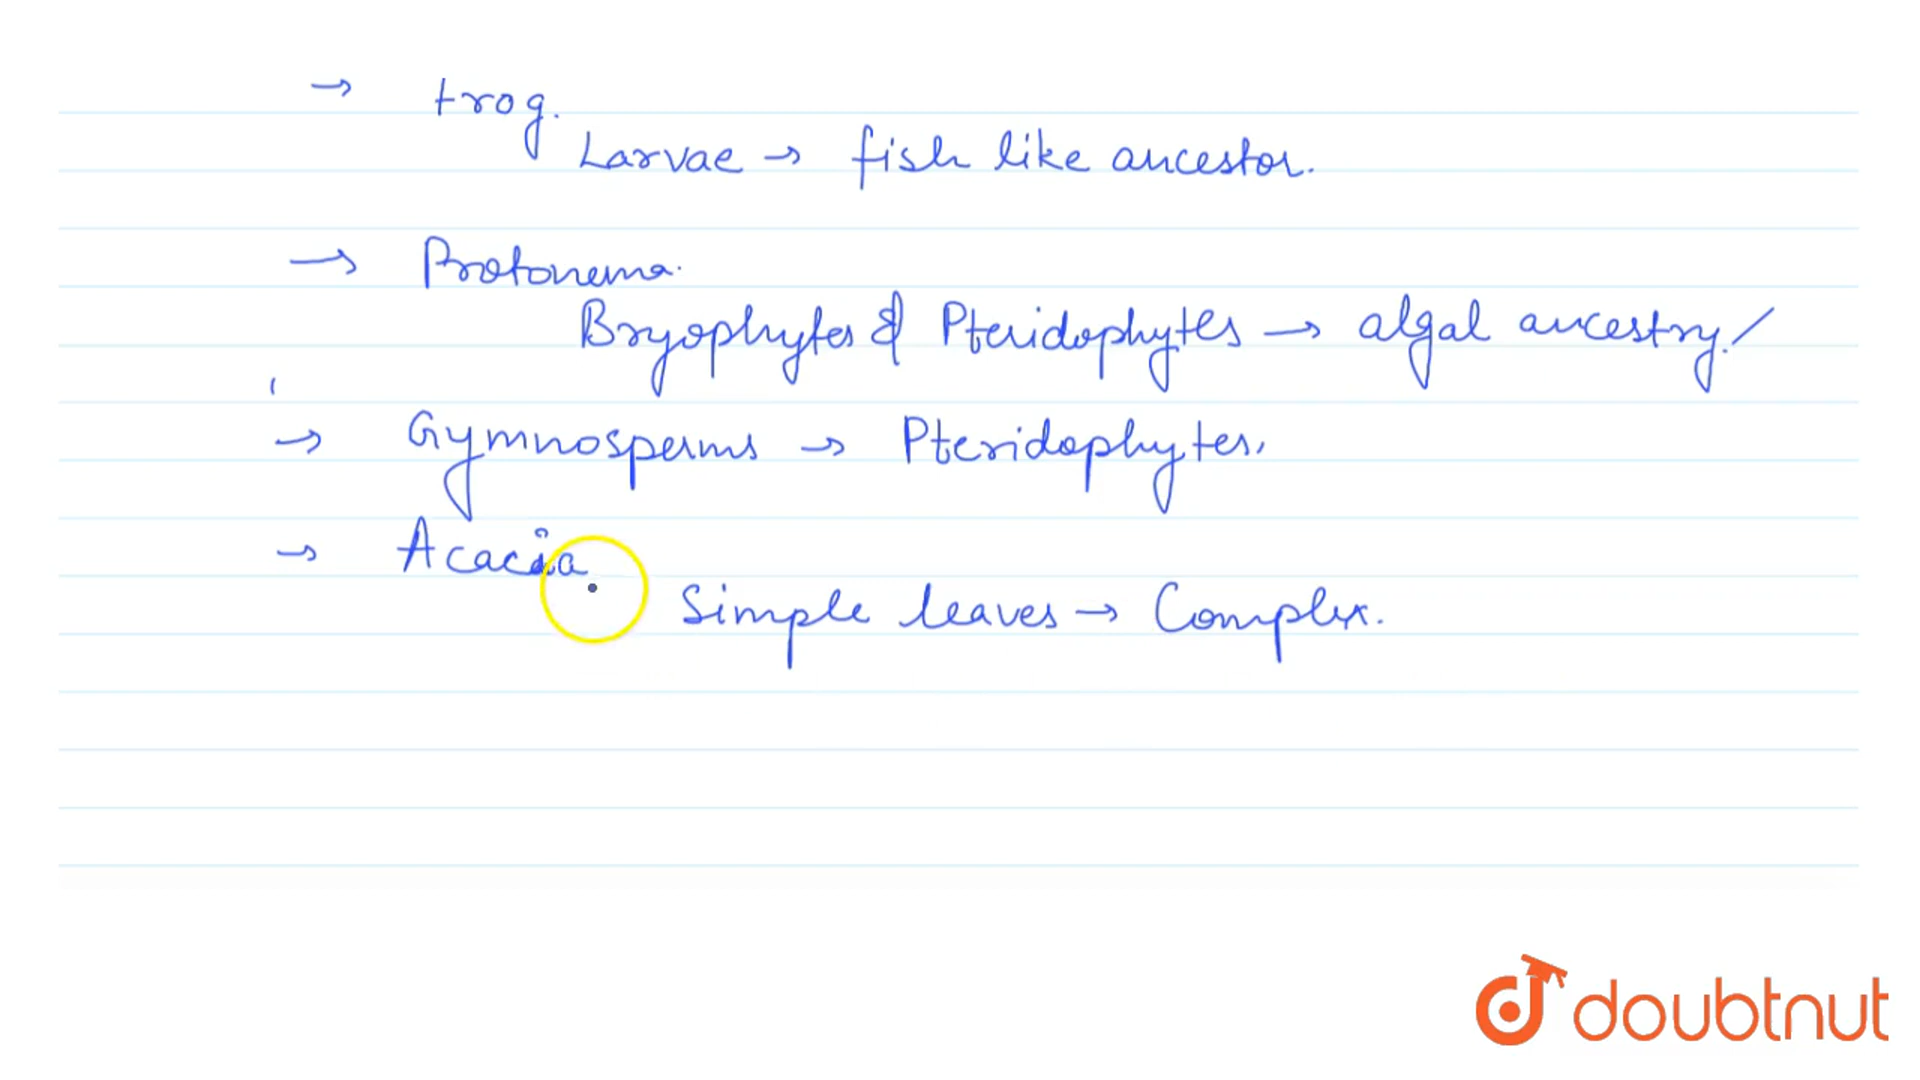 → frog.
Larvae → fish like ancestor.
→ Protonema.
Bryophytes & Pteridophytes → algal ancestry.
→ Gymnosperms → Pteridophytes,
→ Acacia
Simple leaves → Complex.
doubtnut